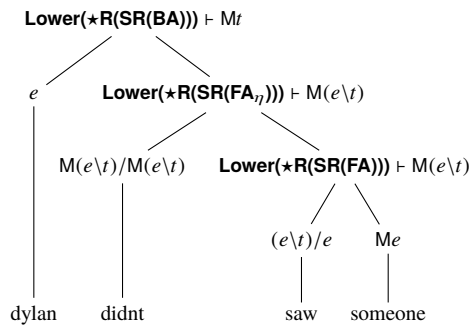 Lower(⋆R(SR(BA))) ⊢ Mt
e Lower(⋆R(SR(FAη))) ⊢ M(e\t)
M(e\t)/M(e\t) Lower(⋆R(SR(FA))) ⊢ M(e\t)
(e\t)/e Me
dylan didnt saw someone